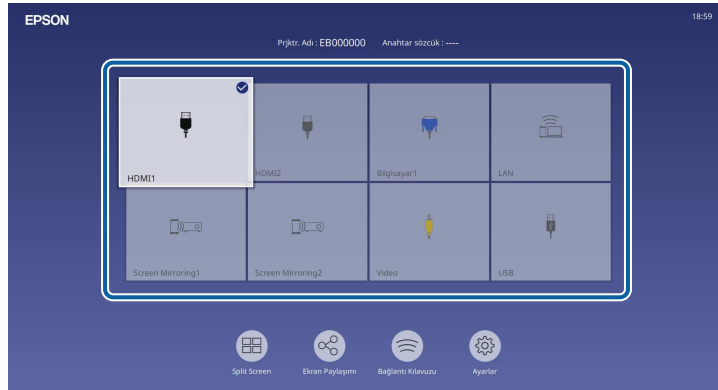 EPSON
18:59
Prjktr. Adı : EB000000 Anahtar sözcük : ----
HDMI1
HDMI2
Bilgisayar1
LAN
Screen Mirroring1
Screen Mirroring2
Video
USB
Split Screen
Ekran Paylaşımı
Bağlantı Kılavuzu
Ayarlar